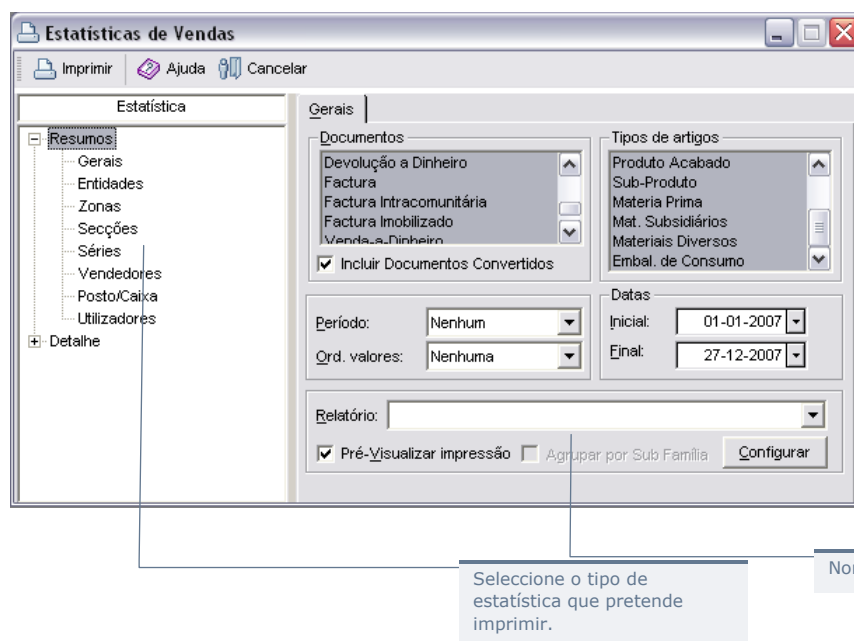 Estatísticas de Vendas
Imprimir Ajuda Cancelar
Estatística
Resumos
Gerais
Entidades
Zonas
Secções
Séries
Vendedores
Posto/Caixa
Utilizadores
Detalhe
Gerais
Documentos
Devolução a Dinheiro
Factura
Factura Intracomunitária
Factura Imobilizado
Venda-a-Dinheiro
Incluir Documentos Convertidos
Tipos de artigos
Produto Acabado
Sub-Produto
Materia Prima
Mat. Subsidiários
Materiais Diversos
Embal. de Consumo
Período: Nenhum
Ord. valores: Nenhuma
Datas
Inicial: 01-01-2007
Final: 27-12-2007
Relatório:
Pré-Visualizar impressão Agrupar por Sub Família Configurar
Seleccione o tipo de
estatística que pretende
imprimir.